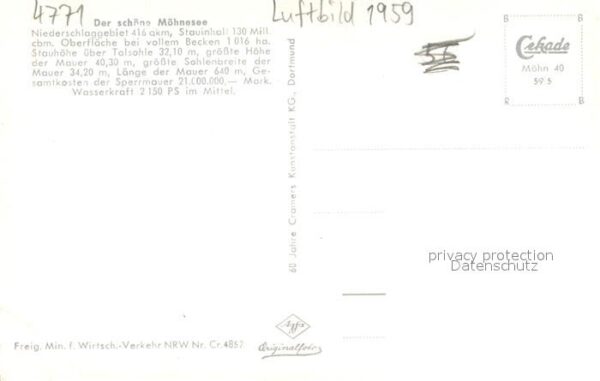 4771
Luftbild 1959
Der schöne Möhnesee
Niederschlaggebiet 416 qkm, Stauinhalt 130 Mill.
cbm. Oberfläche bei vollem Becken 1 016 ha.
Stauhöhe über Talsohle 32,10 m, größte Höhe
der Mauer 40,30 m, größte Sohlenbreite der
Mauer 34,20 m, Länge der Mauer 640 m, Ge-
samtkosten der Sperrmauer 21.000.000,— Mark.
Wasserkraft 2 150 PS im Mittel.
Cekade
Möhn 40
59 5
60 Jahre Cramers Kunstanstalt KG., Dortmund
privacy protection
Datenschutz
Agfa
Originalfoto
Freig. Min. f. Wirtsch.-Verkehr NRW Nr. Cr. 4857